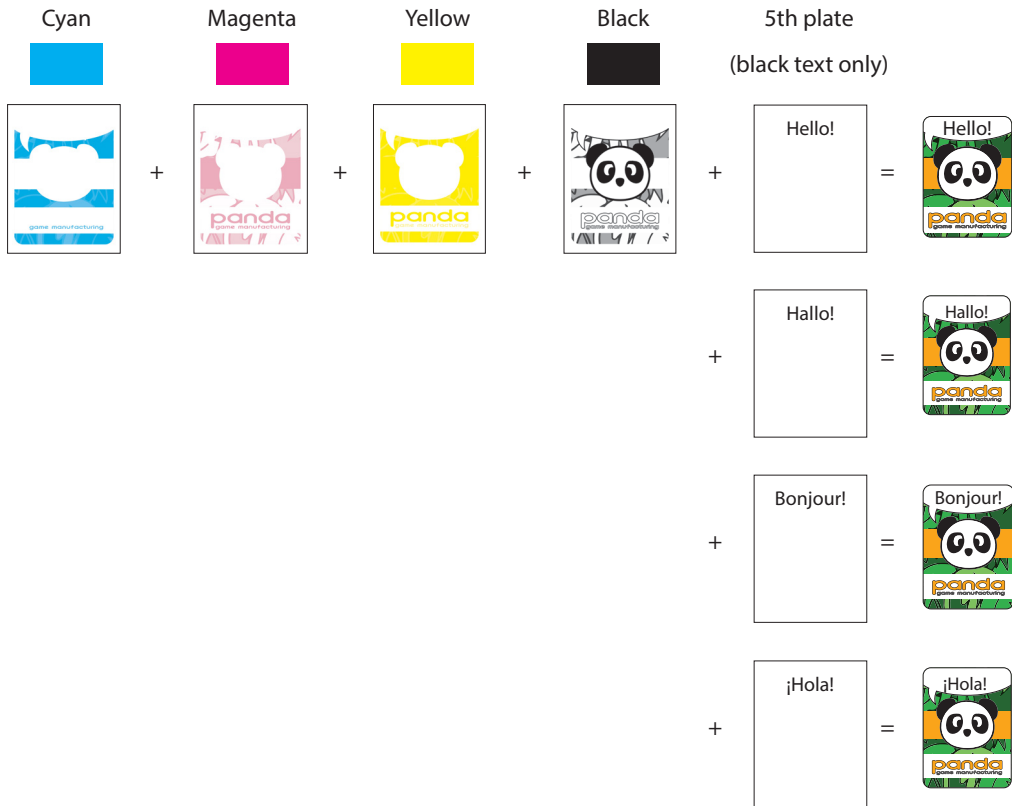 Cyan
Magenta
Yellow
Black
5th plate
(black text only)
game manufacturing
+
panda
game manufacturing
+
panda
game manufacturing
+
panda
game manufacturing
+
Hello!
=
Hello!
panda
game manufacturing
+
Hallo!
=
Hallo!
panda
game manufacturing
+
Bonjour!
=
Bonjour!
panda
game manufacturing
+
¡Hola!
=
¡Hola!
panda
game manufacturing